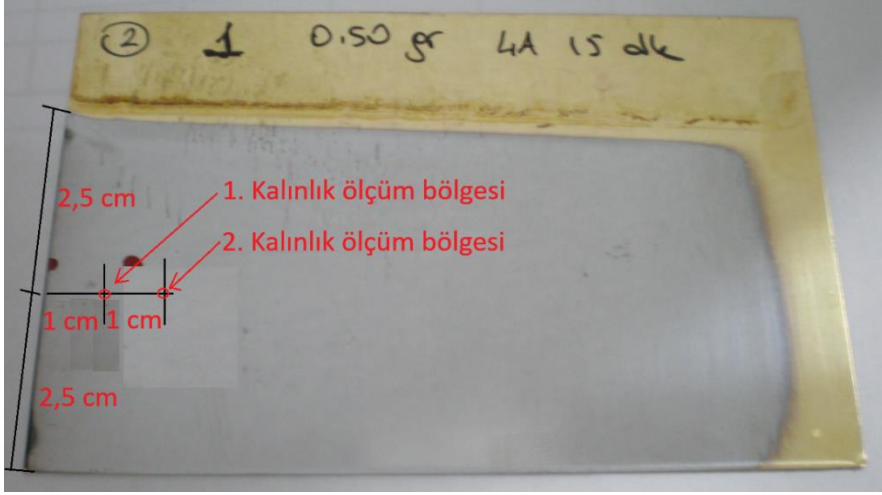 2 1 0.50 gr 4A 15 dk
2,5 cm
1. Kalınlık ölçüm bölgesi
2. Kalınlık ölçüm bölgesi
1 cm 1 cm
2,5 cm